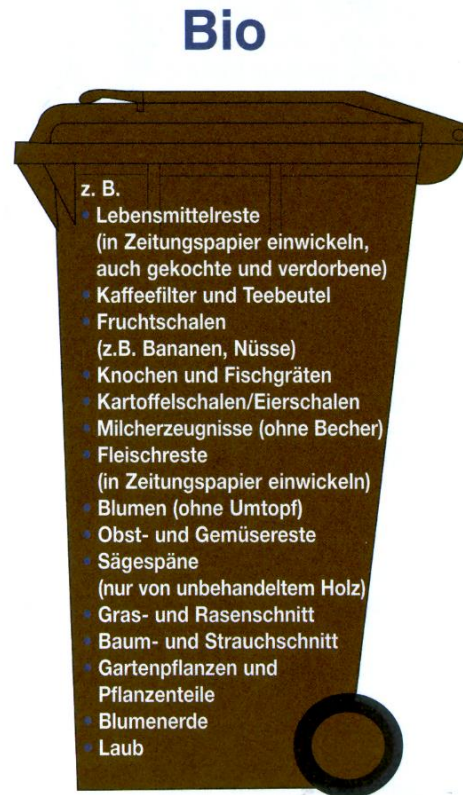 Bio
z. B.
• Lebensmittelreste
(in Zeitungspapier einwickeln,
auch gekochte und verdorbene)
• Kaffeefilter und Teebeutel
• Fruchtschalen
(z.B. Bananen, Nüsse)
• Knochen und Fischgräten
• Kartoffelschalen/Eierschalen
• Milcherzeugnisse (ohne Becher)
• Fleischreste
(in Zeitungspapier einwickeln)
• Blumen (ohne Umtopf)
• Obst- und Gemüsereste
• Sägespäne
(nur von unbehandeltem Holz)
• Gras- und Rasenschnitt
• Baum- und Strauchschnitt
• Gartenpflanzen und
Pflanzenteile
• Blumenerde
• Laub